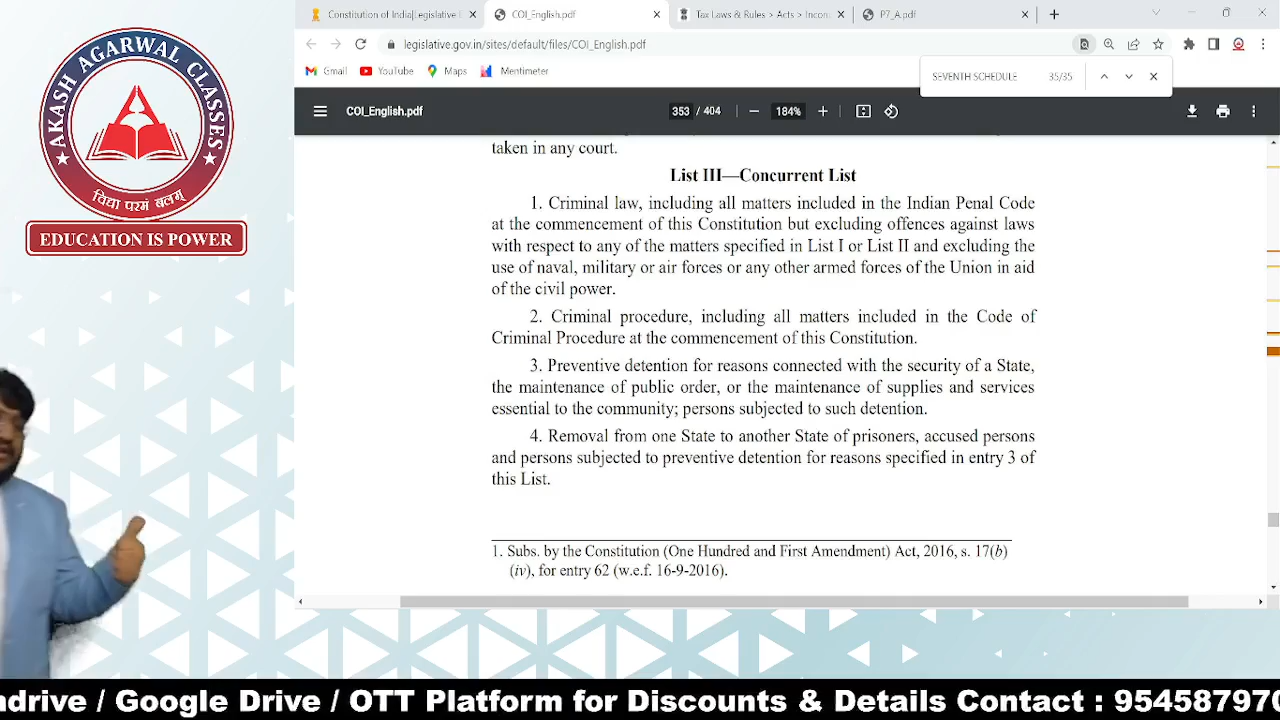 AKASH AGARWAL CLASSES
विद्या परमं बलम्
EDUCATION IS POWER
Constitution of India|Legislative
COI_English.pdf
Tax Laws & Rules > Acts > Incom
P7_A.pdf
legislative.gov.in/sites/default/files/COI_English.pdf
Gmail
YouTube
Maps
Mentimeter
SEVENTH SCHEDULE 35/35
COI_English.pdf
353 / 404
184%
taken in any court.
List III—Concurrent List
1. Criminal law, including all matters included in the Indian Penal Code
at the commencement of this Constitution but excluding offences against laws
with respect to any of the matters specified in List I or List II and excluding the
use of naval, military or air forces or any other armed forces of the Union in aid
of the civil power.
2. Criminal procedure, including all matters included in the Code of
Criminal Procedure at the commencement of this Constitution.
3. Preventive detention for reasons connected with the security of a State,
the maintenance of public order, or the maintenance of supplies and services
essential to the community; persons subjected to such detention.
4. Removal from one State to another State of prisoners, accused persons
and persons subjected to preventive detention for reasons specified in entry 3 of
this List.
1. Subs. by the Constitution (One Hundred and First Amendment) Act, 2016, s. 17(b)
(iv), for entry 62 (w.e.f. 16-9-2016).
ndrive / Google Drive / OTT Platform for Discounts & Details Contact : 954587970